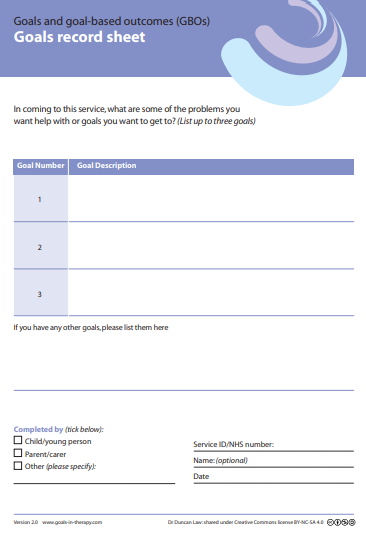 Goals and goal-based outcomes (GBOs)
Goals record sheet
In coming to this service, what are some of the problems you
want help with or goals you want to get to? (List up to three goals)
Goal Number Goal Description
1
2
3
If you have any other goals, please list them here
Completed by (tick below):
Child/young person
Parent/carer
Other (please specify):
Service ID/NHS number:
Name: (optional)
Date
Version 2.0 www.goals-in-therapy.com Dr Duncan Law: shared under Creative Commons license BY-NC-SA 4.0